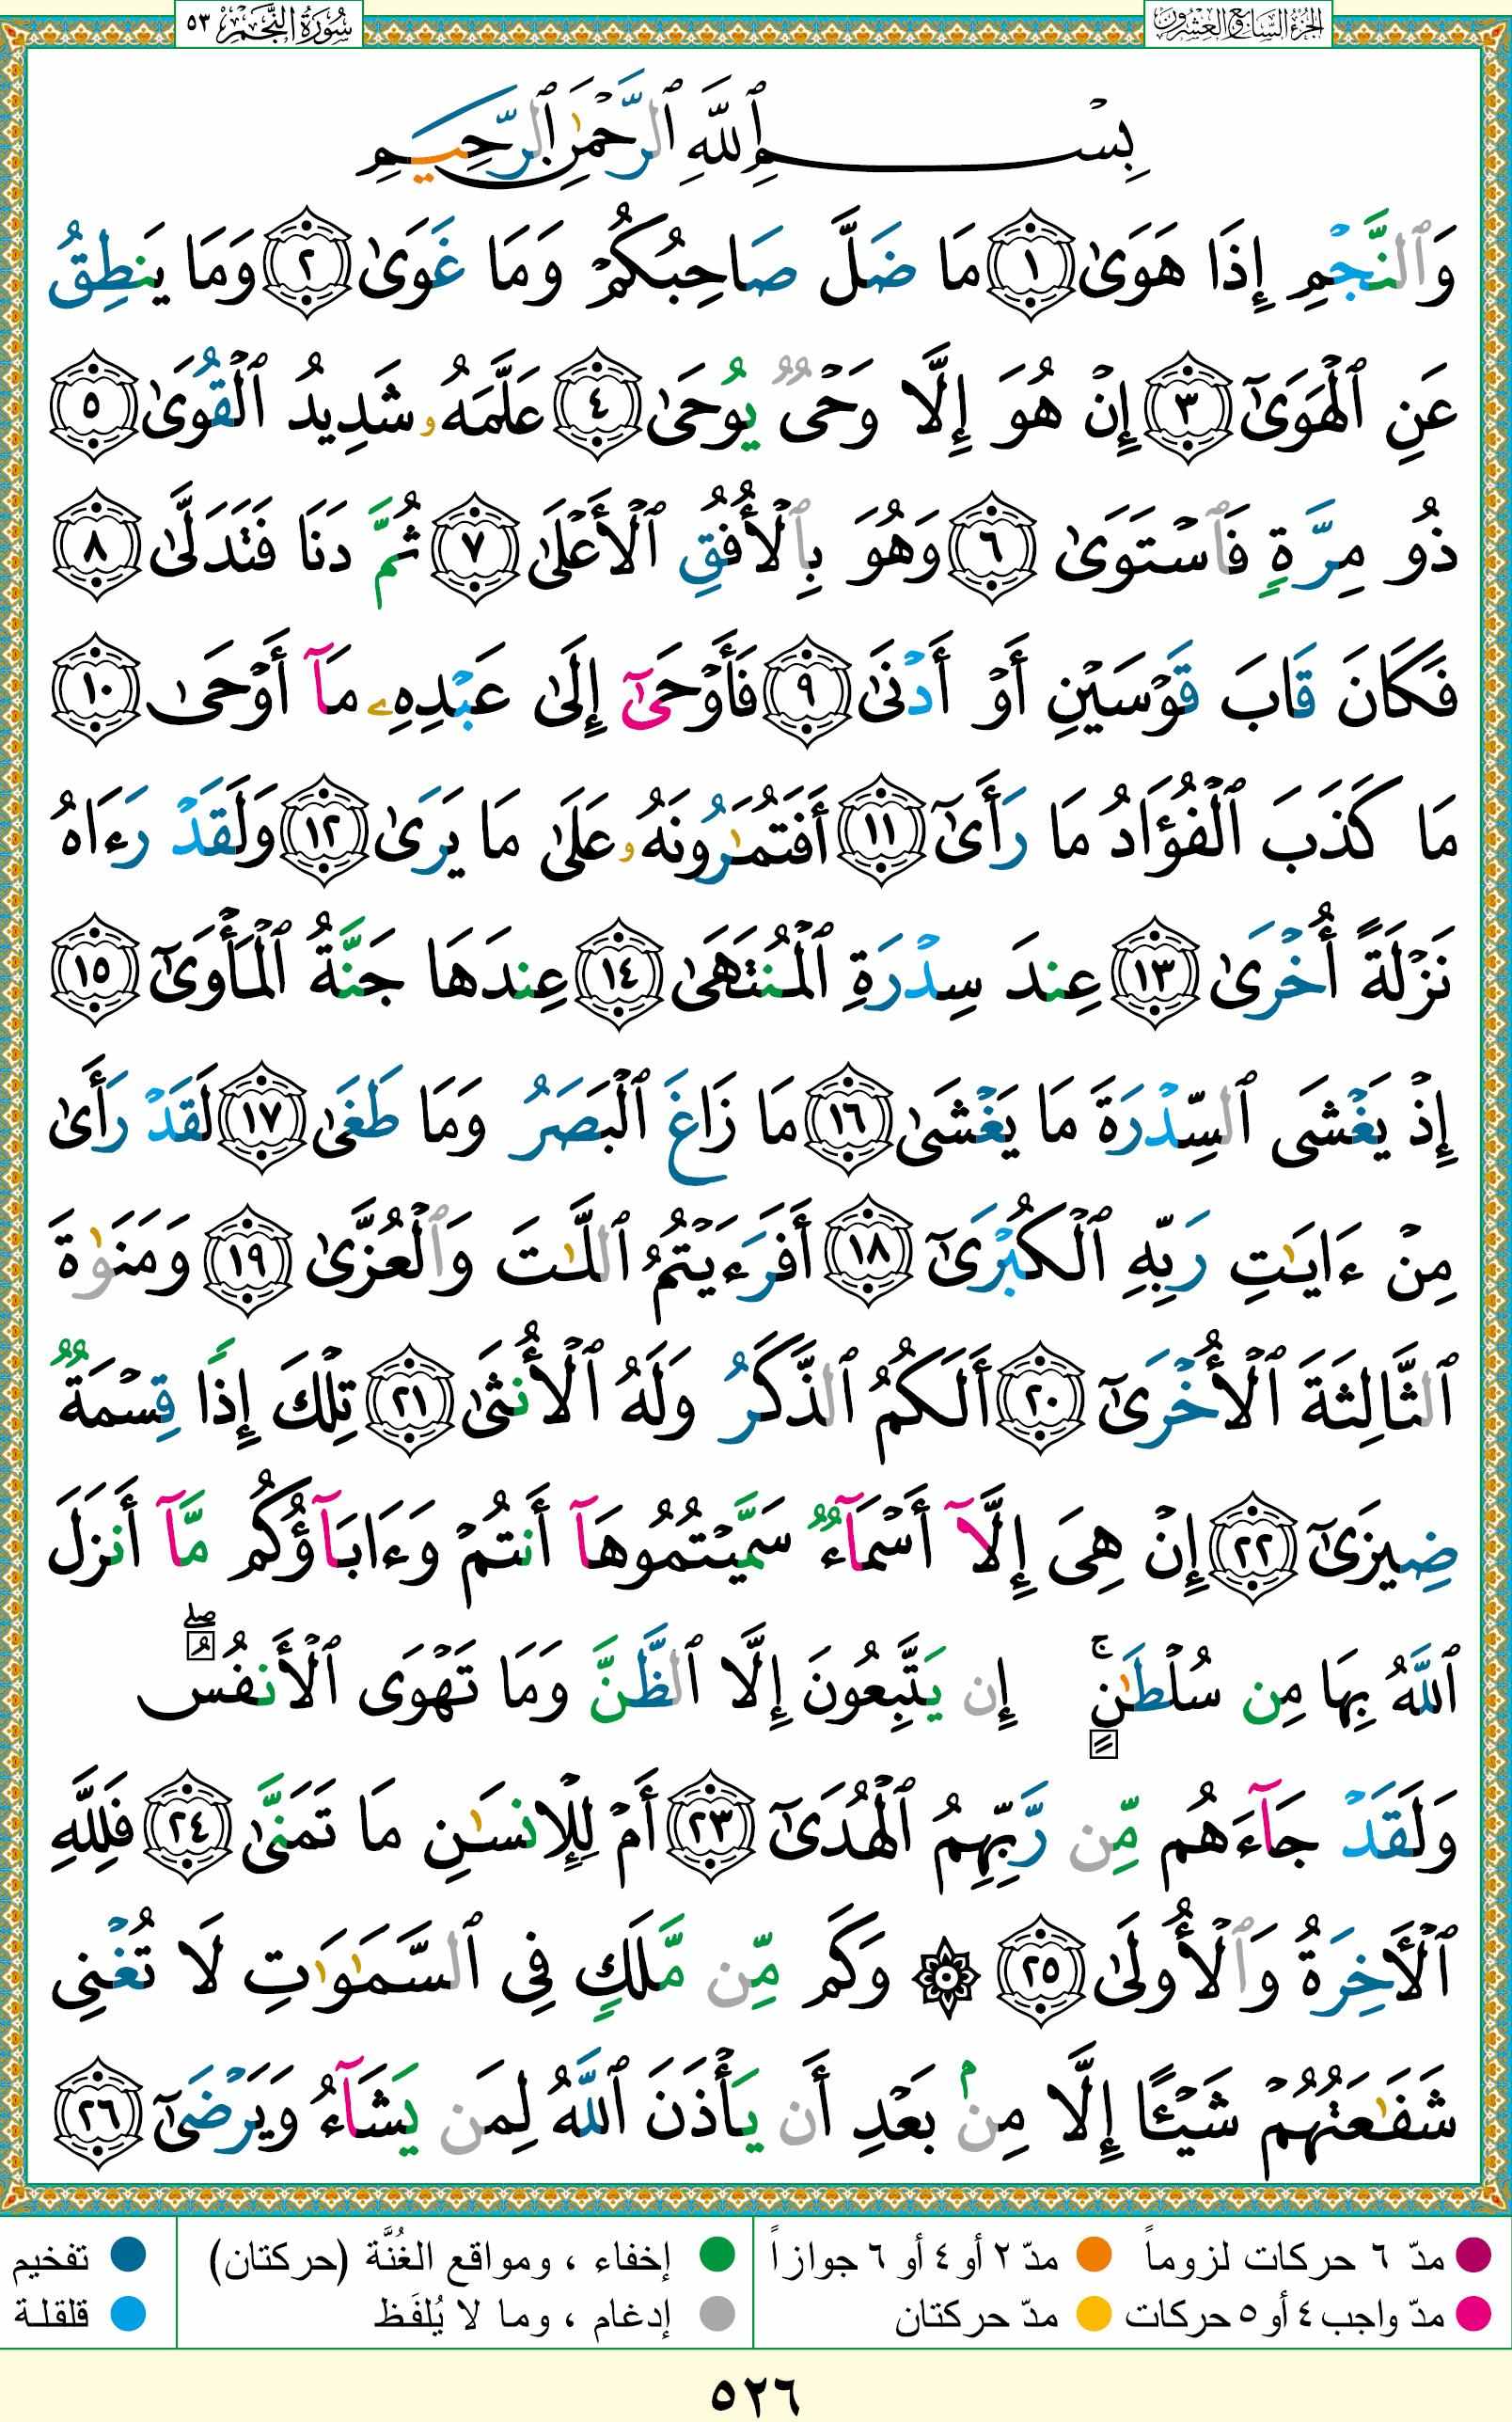 الجزء السابع والعشرون
سورة النجم ٥٣
بِسْمِ ٱللَّهِ ٱلرَّحْمَٰنِ ٱلرَّحِيمِ
وَٱلنَّجْمِ إِذَا هَوَىٰ ١ مَا ضَلَّ صَاحِبُكُمْ وَمَا غَوَىٰ ٢ وَمَا يَنطِقُ
عَنِ ٱلْهَوَىٰٓ ٣ إِنْ هُوَ إِلَّا وَحْىٌ يُوحَىٰ ٤ عَلَّمَهُۥ شَدِيدُ ٱلْقُوَىٰ ٥
ذُو مِرَّةٍ فَٱسْتَوَىٰ ٦ وَهُوَ بِٱلْأُفُقِ ٱلْأَعْلَىٰ ٧ ثُمَّ دَنَا فَتَدَلَّىٰ ٨
فَكَانَ قَابَ قَوْسَيْنِ أَوْ أَدْنَىٰ ٩ فَأَوْحَىٰٓ إِلَىٰ عَبْدِهِۦ مَآ أَوْحَىٰ ١٠
مَا كَذَبَ ٱلْفُؤَادُ مَا رَأَىٰٓ ١١ أَفَتُمَٰرُونَهُۥ عَلَىٰ مَا يَرَىٰ ١٢ وَلَقَدْ رَءَاهُ
نَزْلَةً أُخْرَىٰ ١٣ عِندَ سِدْرَةِ ٱلْمُنتَهَىٰ ١٤ عِندَهَا جَنَّةُ ٱلْمَأْوَىٰٓ ١٥
إِذْ يَغْشَى ٱلسِّدْرَةَ مَا يَغْشَىٰ ١٦ مَا زَاغَ ٱلْبَصَرُ وَمَا طَغَىٰ ١٧ لَقَدْ رَأَىٰ
مِنْ ءَايَٰتِ رَبِّهِ ٱلْكُبْرَىٰٓ ١٨ أَفَرَءَيْتُمُ ٱللَّٰتَ وَٱلْعُزَّىٰ ١٩ وَمَنَوٰةَ
ٱلثَّالِثَةَ ٱلْأُخْرَىٰٓ ٢٠ أَلَكُمُ ٱلذَّكَرُ وَلَهُ ٱلْأُنثَىٰ ٢١ تِلْكَ إِذًا قِسْمَةٌ
ضِيزَىٰٓ ٢٢ إِنْ هِىَ إِلَّآ أَسْمَآءٌ سَمَّيْتُمُوهَآ أَنتُمْ وَءَابَآؤُكُم مَّآ أَنزَلَ
ٱللَّهُ بِهَا مِن سُلْطَٰنٍ ۚ إِن يَتَّبِعُونَ إِلَّا ٱلظَّنَّ وَمَا تَهْوَى ٱلْأَنفُسُ ۖ
وَلَقَدْ جَآءَهُم مِّن رَّبِّهِمُ ٱلْهُدَىٰٓ ٢٣ أَمْ لِلْإِنسَٰنِ مَا تَمَنَّىٰ ٢٤ فَلِلَّهِ
ٱلْـَٔاخِرَةُ وَٱلْأُولَىٰ ٢٥ ۞ وَكَم مِّن مَّلَكٍ فِى ٱلسَّمَٰوَٰتِ لَا تُغْنِى
شَفَٰعَتُهُمْ شَيْـًٔا إِلَّا مِنۢ بَعْدِ أَن يَأْذَنَ ٱللَّهُ لِمَن يَشَآءُ وَيَرْضَىٰٓ ٢٦
مدّ ٦ حركات لزوماً مدّ ٢ أو ٤ أو ٦ جوازاً إخفاء ، ومواقع الغُنَّة (حركتان) تفخيم
مدّ واجب ٤ أو ٥ حركات مدّ حركتان إدغام ، وما لا يُلفَظ قلقلة
٥٢٦